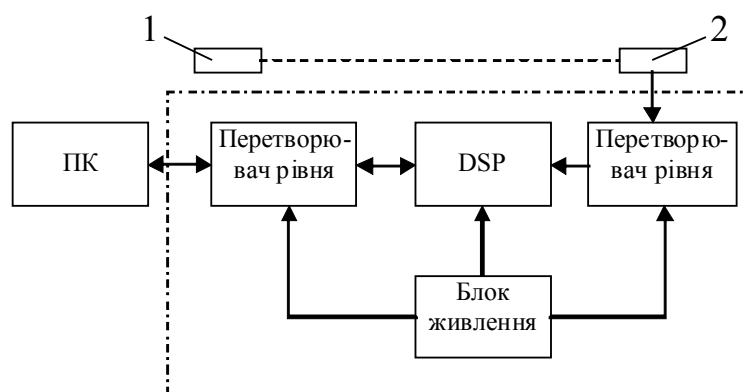 1
2
ПК
Перетворю-
вач рівня
DSP
Перетворю-
вач рівня
Блок
живлення